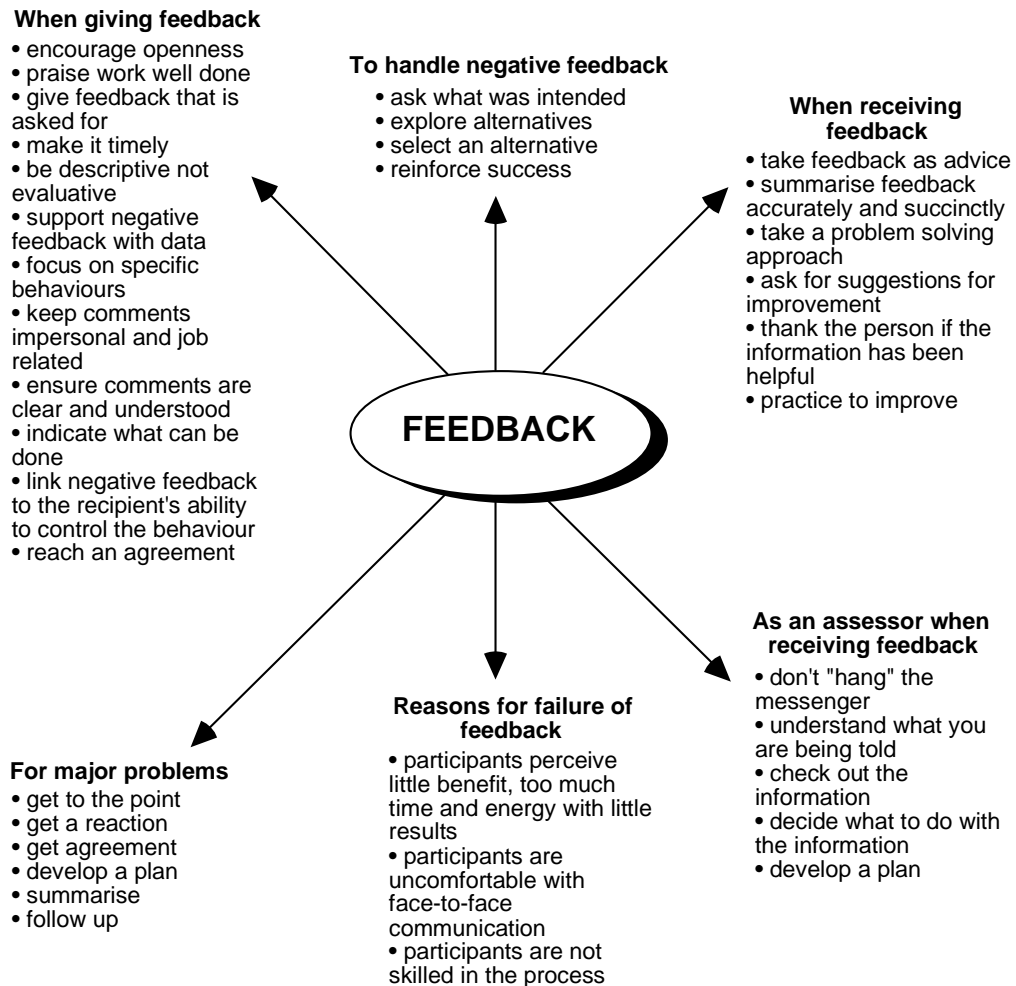 When giving feedback
• encourage openness
• praise work well done
• give feedback that is
asked for
• make it timely
• be descriptive not
evaluative
• support negative
feedback with data
• focus on specific
behaviours
• keep comments
impersonal and job
related
• ensure comments are
clear and understood
• indicate what can be
done
• link negative feedback
to the recipient's ability
to control the behaviour
• reach an agreement
To handle negative feedback
• ask what was intended
• explore alternatives
• select an alternative
• reinforce success
When receiving
feedback
• take feedback as advice
• summarise feedback
accurately and succinctly
• take a problem solving
approach
• ask for suggestions for
improvement
• thank the person if the
information has been
helpful
• practice to improve
FEEDBACK
For major problems
• get to the point
• get a reaction
• get agreement
• develop a plan
• summarise
• follow up
Reasons for failure of
feedback
• participants perceive
little benefit, too much
time and energy with little
results
• participants are
uncomfortable with
face-to-face
communication
• participants are not
skilled in the process
As an assessor when
receiving feedback
• don't "hang" the
messenger
• understand what you
are being told
• check out the
information
• decide what to do with
the information
• develop a plan